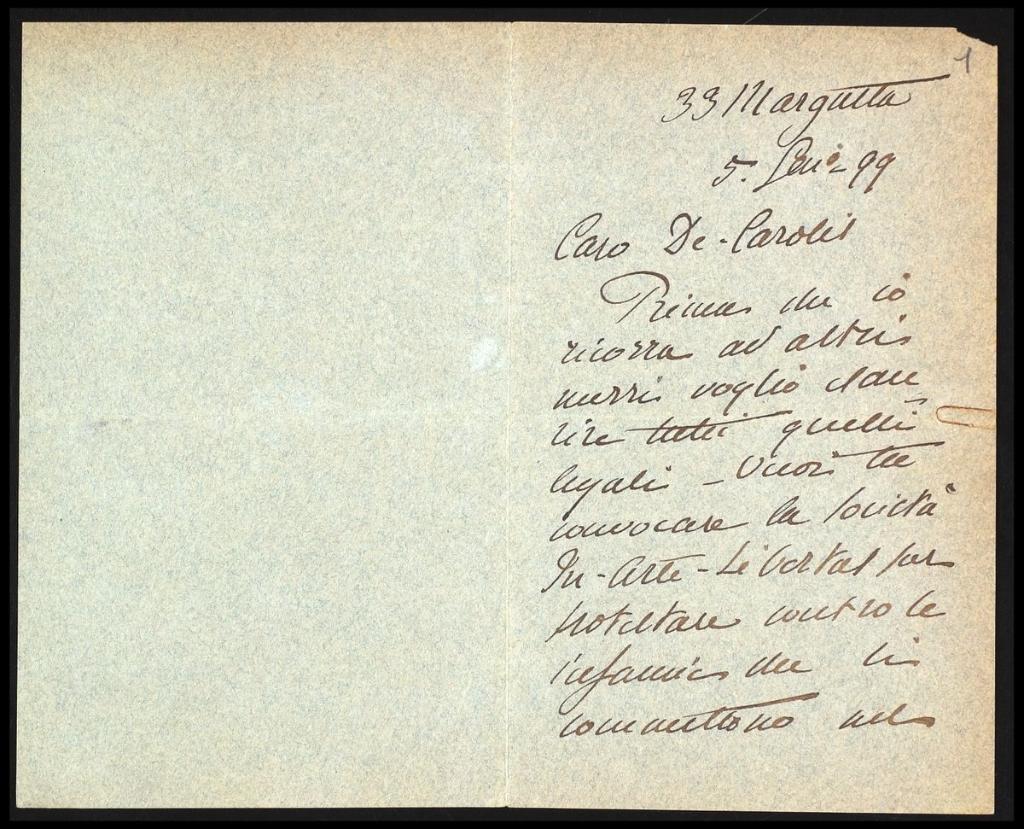 1
33 Margutta
5. Gen.º 99
Caro De-Carolis
Prima che io
ricorra ad altri
mezzi voglio esau
rire tutti quelli
legali – Vuoi tu
convocare la società
In-Arte-Libertas per
protestare contro le
infamie che si
commettono nel